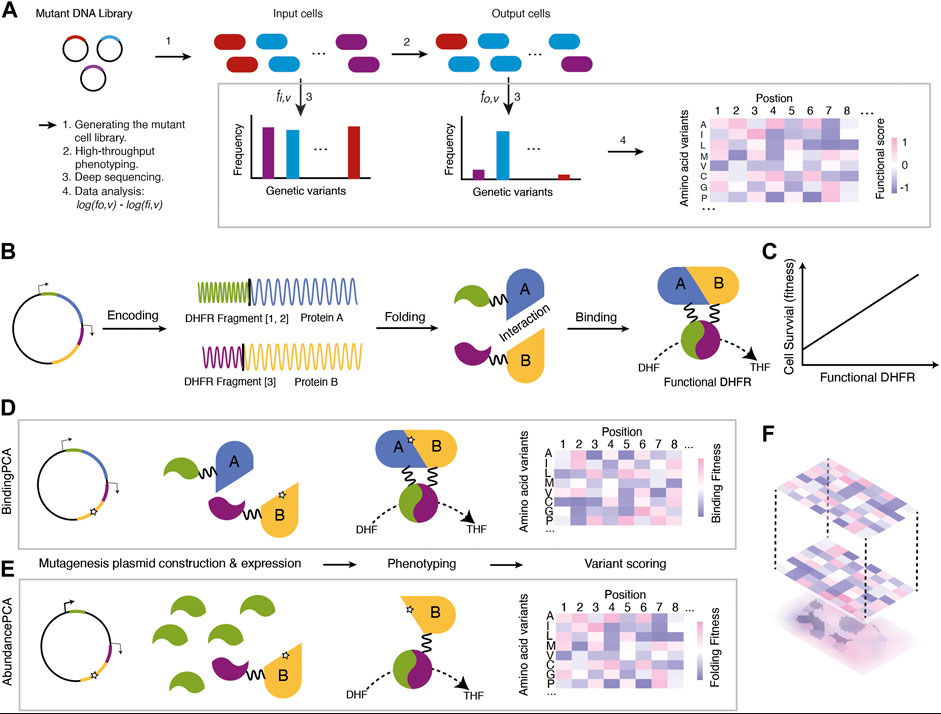 A
Mutant DNA Library
Input cells
Output cells
1
2
...
...
fi,v
3
fo,v
3
1. Generating the mutant
cell library.
2. High-throughput
phenotyping.
3. Deep sequencing.
4. Data analysis:
log(fo,v) - log(fi,v)
Frequency
...
Genetic variants
Frequency
...
Genetic variants
4
Postion
1 2 3 4 5 6 7 8 ...
Amino acid variants
A
I
L
M
V
C
G
P
...
Functional score
1
0
-1
B
Encoding
DHFR Fragment [1, 2] Protein A
DHFR Fragment [3] Protein B
Folding
A
Interaction
B
Binding
A B
DHF
THF
Functional DHFR
C
Cell Survival (fitness)
Functional DHFR
D
BindingPCA
A
B
A B
DHF
THF
Position
1 2 3 4 5 6 7 8 ...
Amino acid variants
A
I
L
M
V
C
G
P
...
Binding Fitness
Mutagenesis plasmid construction & expression
Phenotyping
Variant scoring
E
AbundancePCA
B
B
DHF
THF
Position
1 2 3 4 5 6 7 8 ...
Amino acid variants
A
I
L
M
V
C
G
P
...
Folding Fitness
F